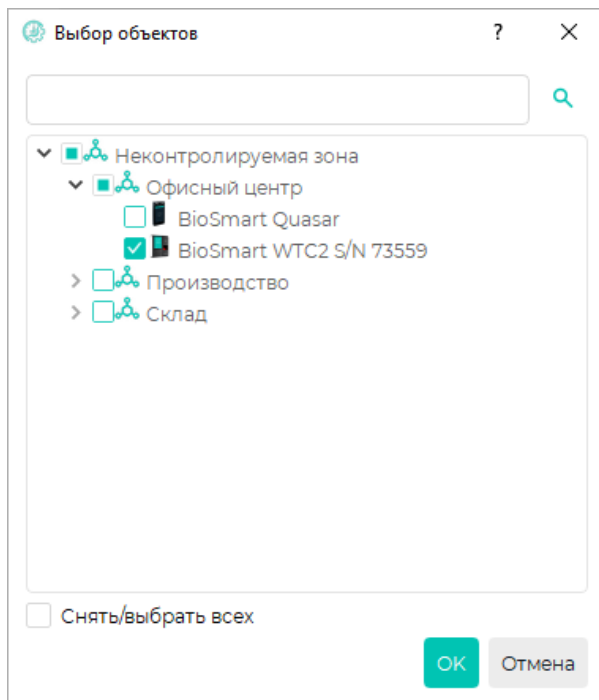 Выбор объектов ?
Неконтролируемая зона
Офисный центр
BioSmart Quasar
BioSmart WTC2 S/N 73559
Производство
Склад
Снять/выбрать всех
OK Отмена